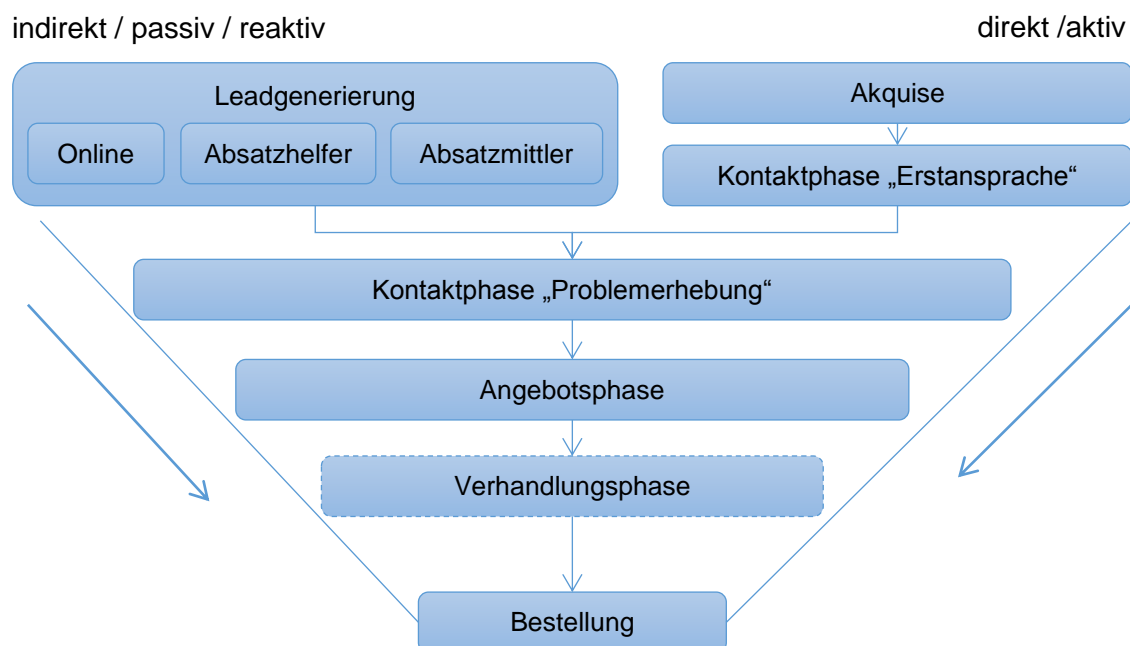 indirekt / passiv / reaktiv
direkt /aktiv
Leadgenerierung
Online
Absatzhelfer
Absatzmittler
Akquise
Kontaktphase „Erstansprache“
Kontaktphase „Problemerhebung“
Angebotsphase
Verhandlungsphase
Bestellung